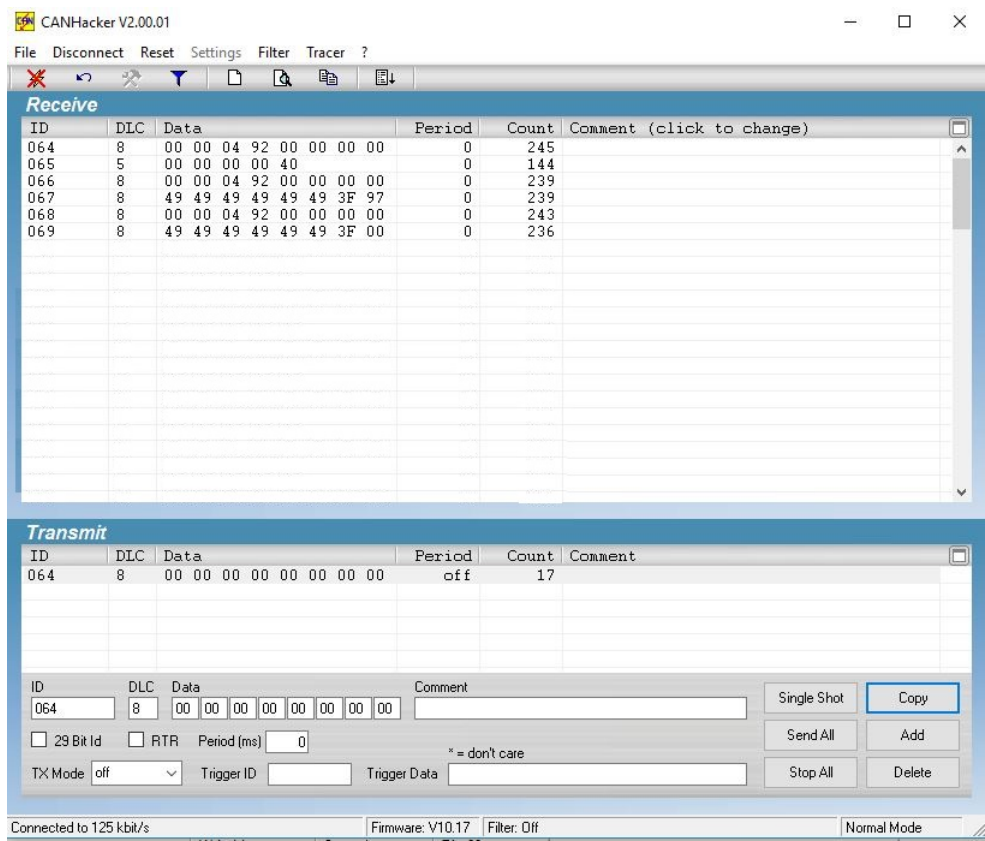 CANHacker V2.00.01
File Disconnect Reset Settings Filter Tracer ?
Receive
ID DLC Data Period Count Comment (click to change)
064 8 00 00 04 92 00 00 00 00 0 245
065 5 00 00 00 00 40 0 144
066 8 00 00 04 92 00 00 00 00 0 239
067 8 49 49 49 49 49 49 3F 97 0 239
068 8 00 00 04 92 00 00 00 00 0 243
069 8 49 49 49 49 49 49 3F 00 0 236
Transmit
ID DLC Data Period Count Comment
064 8 00 00 00 00 00 00 00 00 off 17
ID DLC Data Comment
064 8 00 00 00 00 00 00 00 00 Single Shot Copy
29 Bit Id RTR Period (ms) 0 Send All Add
* = don't care
TX Mode off Trigger ID Trigger Data Stop All Delete
Connected to 125 kbit/s Firmware: V10.17 Filter: Off Normal Mode